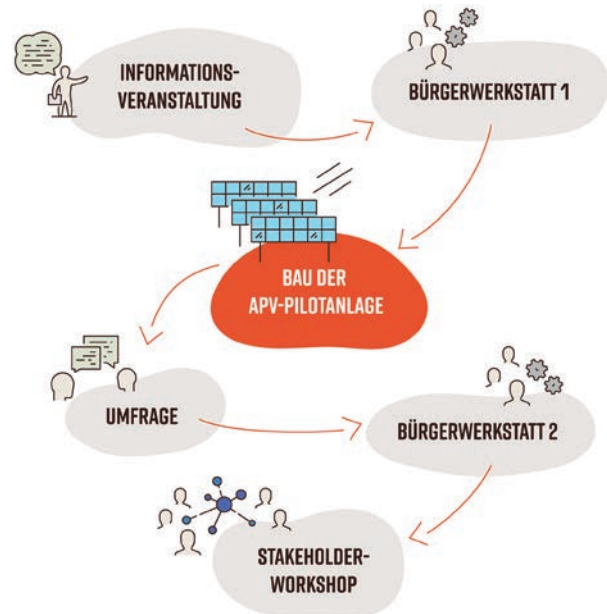 INFORMATIONS-
VERANSTALTUNG
BÜRGERWERKSTATT 1
BAU DER
APV-PILOTANLAGE
UMFRAGE
BÜRGERWERKSTATT 2
STAKEHOLDER-
WORKSHOP